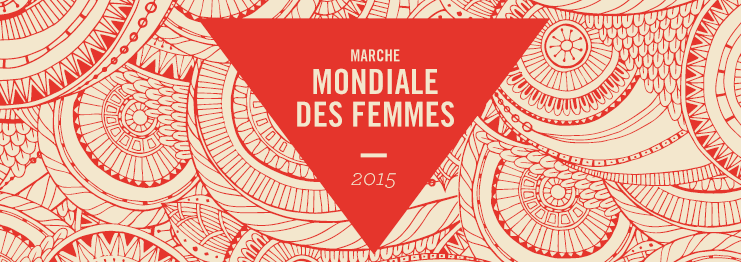 MARCHE
MONDIALE
DES FEMMES
2015